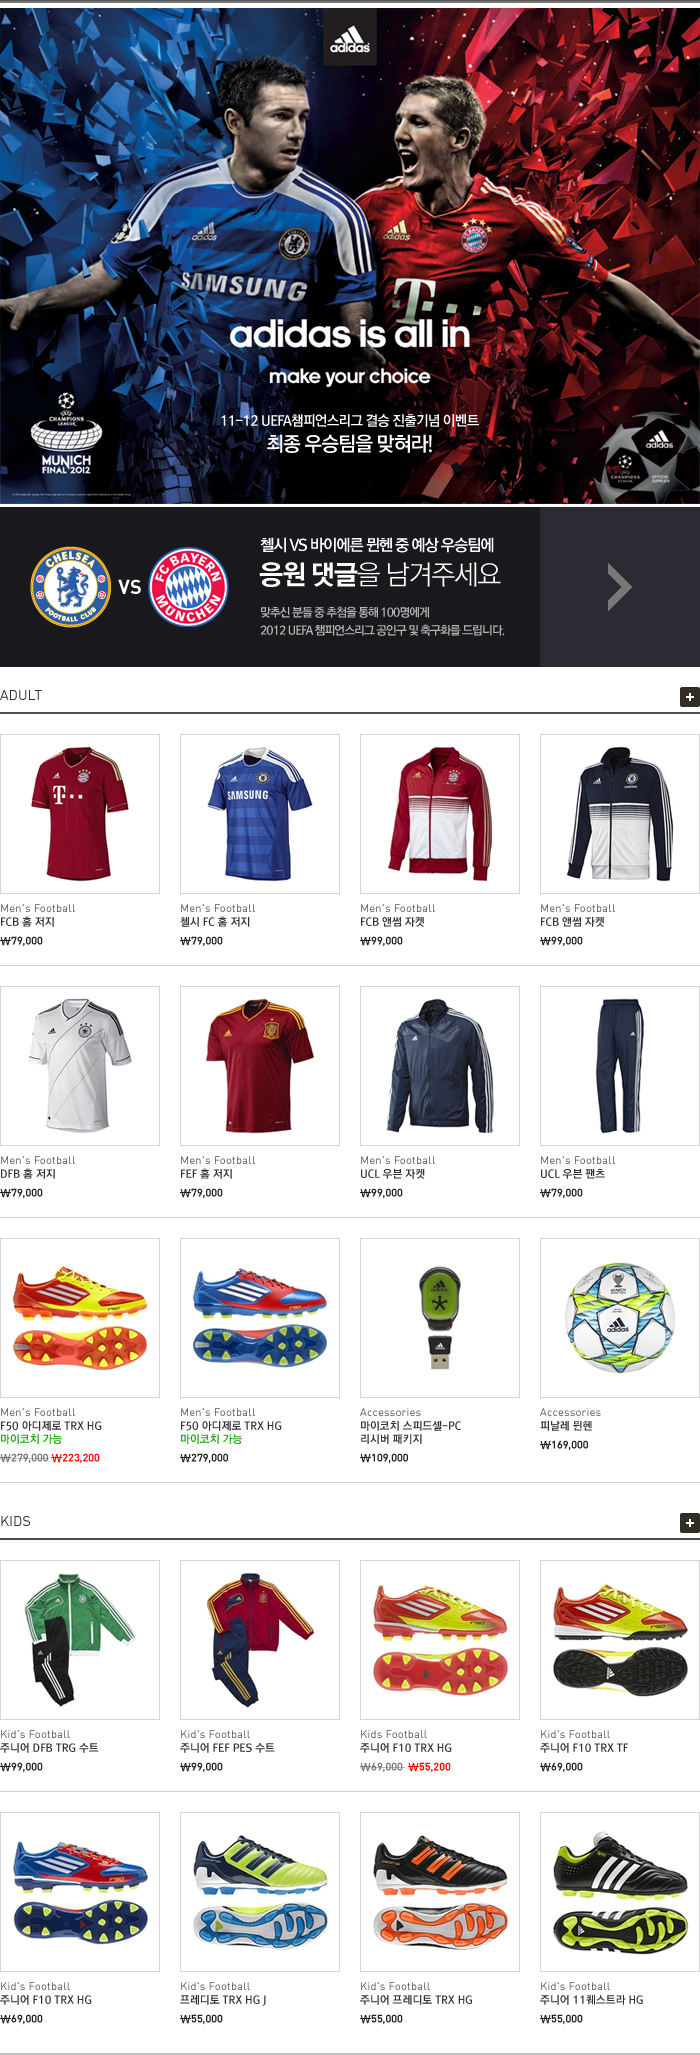 adidas
adidas
adidas
SAMSUNG
T
adidas is all in
make your choice
11-12 UEFA챔피언스리그 결승 진출기념 이벤트
최종 우승팀을 맞혀라!
CHAMPIONS
LEAGUE
MUNICH
FINAL 2012
adidas
CHAMPIONS
LEAGUE
OFFICIAL
SUPPLIER
CHELSEA
FOOTBALL CLUB
VS
FC BAYERN
MÜNCHEN
첼시 VS 바이에른 뮌헨 중 예상 우승팀에
응원 댓글을 남겨주세요
맞추신 분들 중 추첨을 통해 100명에게
2012 UEFA 챔피언스리그 공인구 및 축구화를 드립니다.
ADULT
T
SAMSUNG
Men's Football
FCB 홈 저지
₩79,000
Men's Football
첼시 FC 홈 저지
₩79,000
Men's Football
FCB 앤썸 자켓
₩99,000
Men's Football
FCB 앤썸 자켓
₩99,000
Men's Football
DFB 홈 저지
₩79,000
Men's Football
FEF 홈 저지
₩79,000
Men's Football
UCL 우븐 자켓
₩99,000
Men's Football
UCL 우븐 팬츠
₩79,000
adidas
Men's Football
F50 아디제로 TRX HG
마이코치 가능
₩279,000 ₩223,200
Men's Football
F50 아디제로 TRX HG
마이코치 가능
₩279,000
Accessories
마이코치 스피드셀-PC
리시버 패키지
₩109,000
Accessories
피날레 뮌헨
₩169,000
KIDS
Kid's Football
주니어 DFB TRG 수트
₩99,000
Kid's Football
주니어 FEF PES 수트
₩99,000
Kids Football
주니어 F10 TRX HG
₩69,000 ₩55,200
Kid's Football
주니어 F10 TRX TF
₩69,000
Kid's Football
주니어 F10 TRX HG
₩69,000
Kid's Football
프레디토 TRX HG J
₩55,000
Kid's Football
주니어 프레디토 TRX HG
₩55,000
Kid's Football
주니어 11퀘스트라 HG
₩55,000